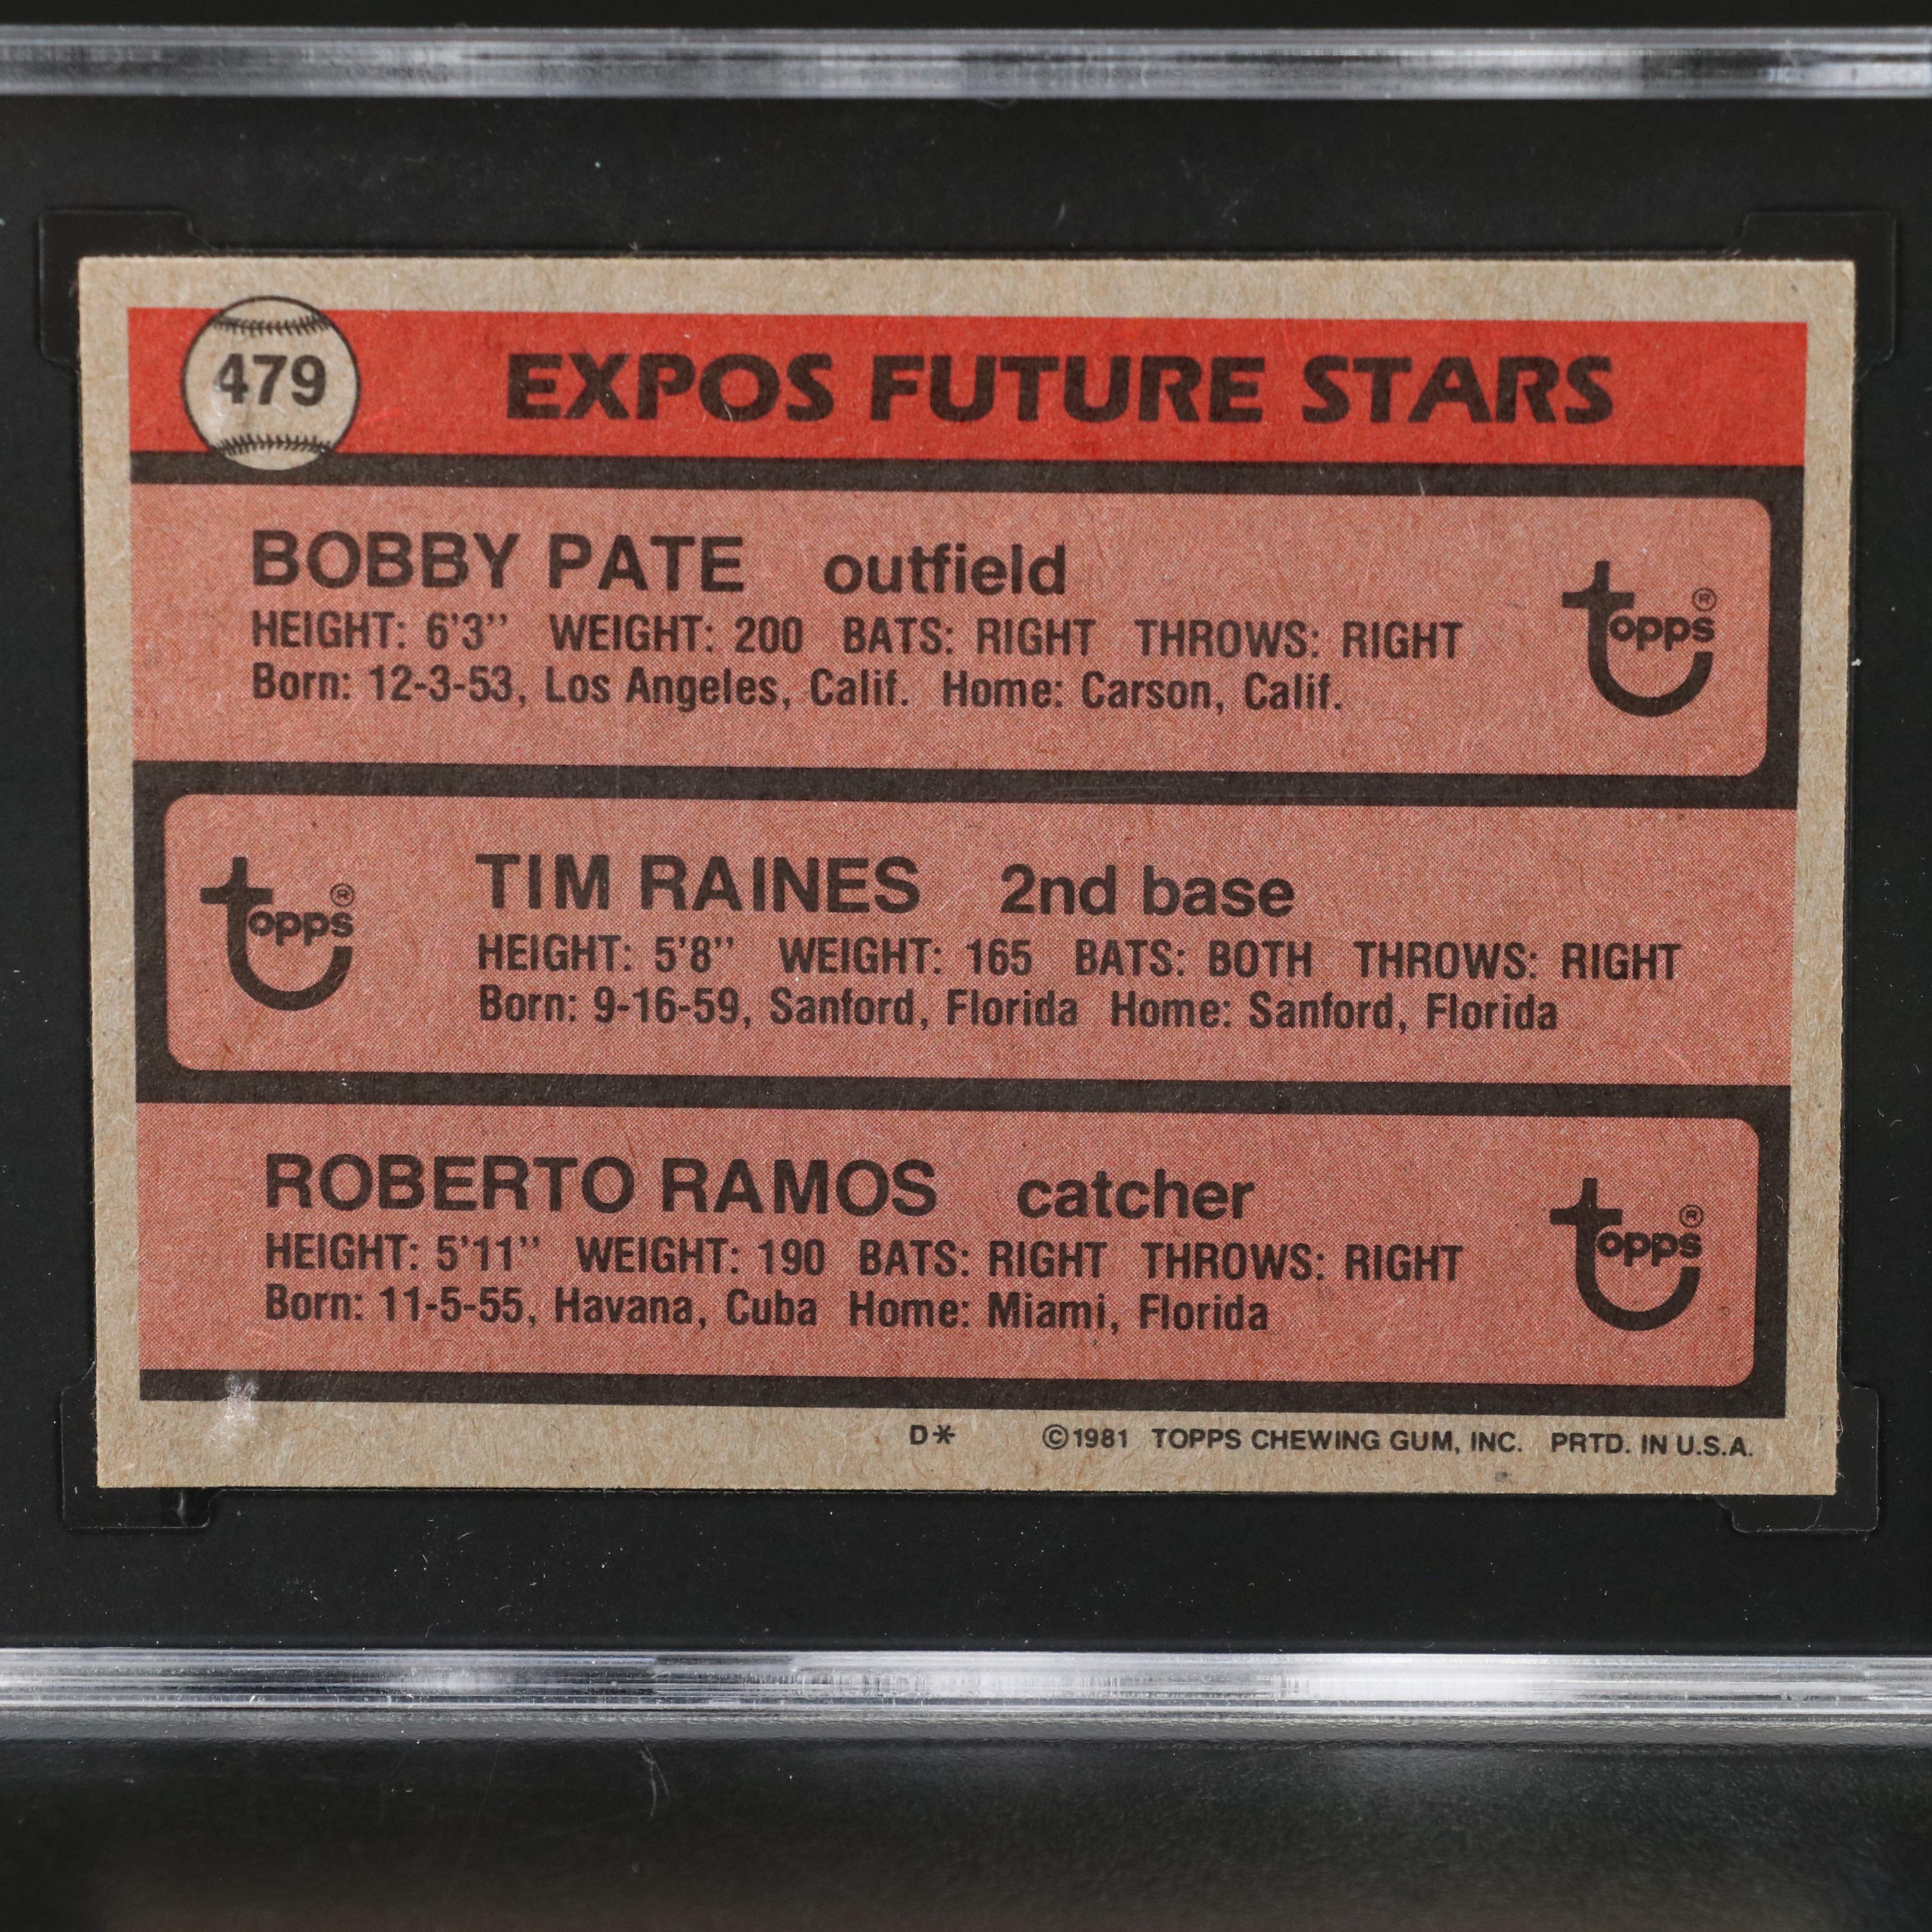 479
EXPOS FUTURE STARS
BOBBY PATE outfield
HEIGHT: 6'3" WEIGHT: 200 BATS: RIGHT THROWS: RIGHT
Born: 12-3-53, Los Angeles, Calif. Home: Carson, Calif.
topps®
TIM RAINES 2nd base
HEIGHT: 5'8" WEIGHT: 165 BATS: BOTH THROWS: RIGHT
Born: 9-16-59, Sanford, Florida Home: Sanford, Florida
topps®
ROBERTO RAMOS catcher
HEIGHT: 5'11" WEIGHT: 190 BATS: RIGHT THROWS: RIGHT
Born: 11-5-55, Havana, Cuba Home: Miami, Florida
topps®
D* ©1981 TOPPS CHEWING GUM, INC. PRTD. IN U.S.A.